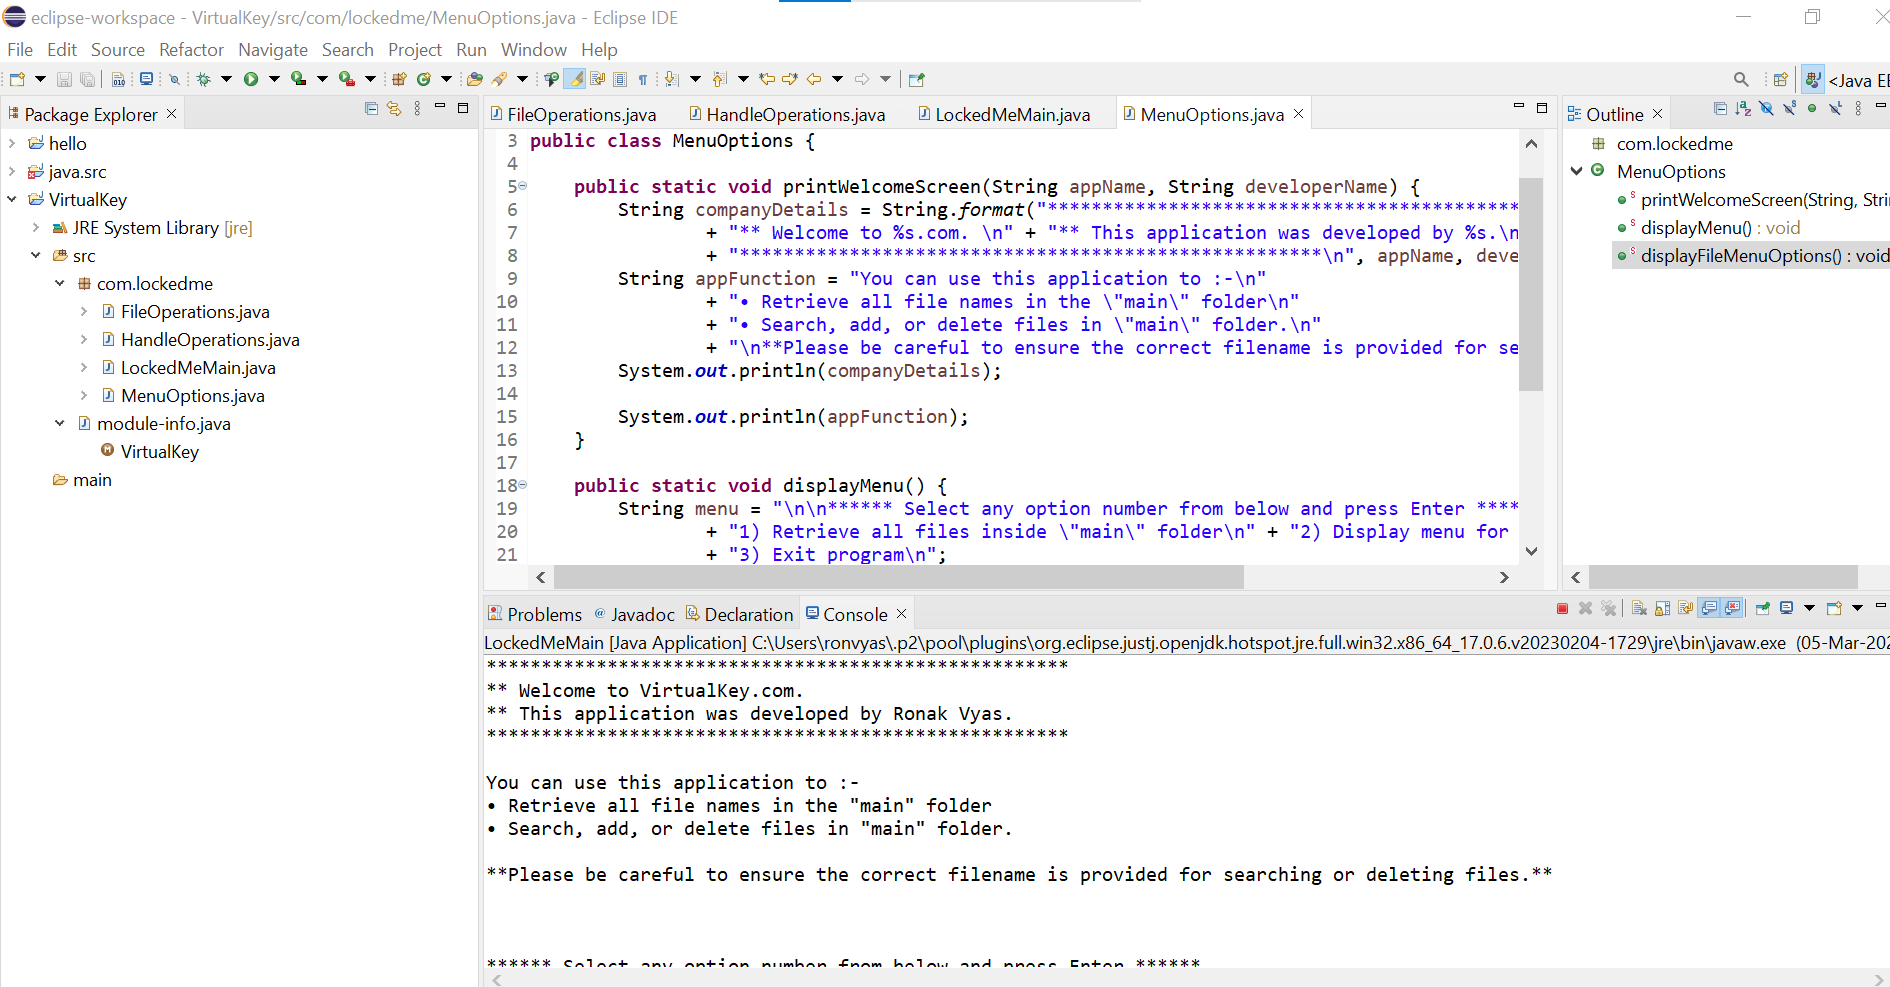 eclipse-workspace - VirtualKey/src/com/lockedme/MenuOptions.java - Eclipse IDE
File Edit Source Refactor Navigate Search Project Run Window Help
<Java EE
Package Explorer
hello
java.src
VirtualKey
JRE System Library [jre]
src
com.lockedme
FileOperations.java
HandleOperations.java
LockedMeMain.java
MenuOptions.java
module-info.java
VirtualKey
main
FileOperations.java HandleOperations.java LockedMeMain.java MenuOptions.java
3 public class MenuOptions {
4
5 public static void printWelcomeScreen(String appName, String developerName) {
6 String companyDetails = String.format("*******************************************
7 + "** Welcome to %s.com. \n" + "** This application was developed by %s.\n
8 + "*****************************************************\n", appName, deve
9 String appFunction = "You can use this application to :-\n"
10 + "• Retrieve all file names in the \"main\" folder\n"
11 + "• Search, add, or delete files in \"main\" folder.\n"
12 + "\n**Please be careful to ensure the correct filename is provided for se
13 System.out.println(companyDetails);
14
15 System.out.println(appFunction);
16 }
17
18 public static void displayMenu() {
19 String menu = "\n\n****** Select any option number from below and press Enter ****
20 + "1) Retrieve all files inside \"main\" folder\n" + "2) Display menu for
21 + "3) Exit program\n";
Outline
com.lockedme
MenuOptions
printWelcomeScreen(String, Stri
displayMenu() : void
displayFileMenuOptions() : void
Problems Javadoc Declaration Console
LockedMeMain [Java Application] C:\Users\ronvyas\.p2\pool\plugins\org.eclipse.justj.openjdk.hotspot.jre.full.win32.x86_64_17.0.6.v20230204-1729\jre\bin\javaw.exe (05-Mar-202
*****************************************************
** Welcome to VirtualKey.com.
** This application was developed by Ronak Vyas.
*****************************************************
You can use this application to :-
• Retrieve all file names in the "main" folder
• Search, add, or delete files in "main" folder.
**Please be careful to ensure the correct filename is provided for searching or deleting files.**
****** Select any option number from below and press Enter ******